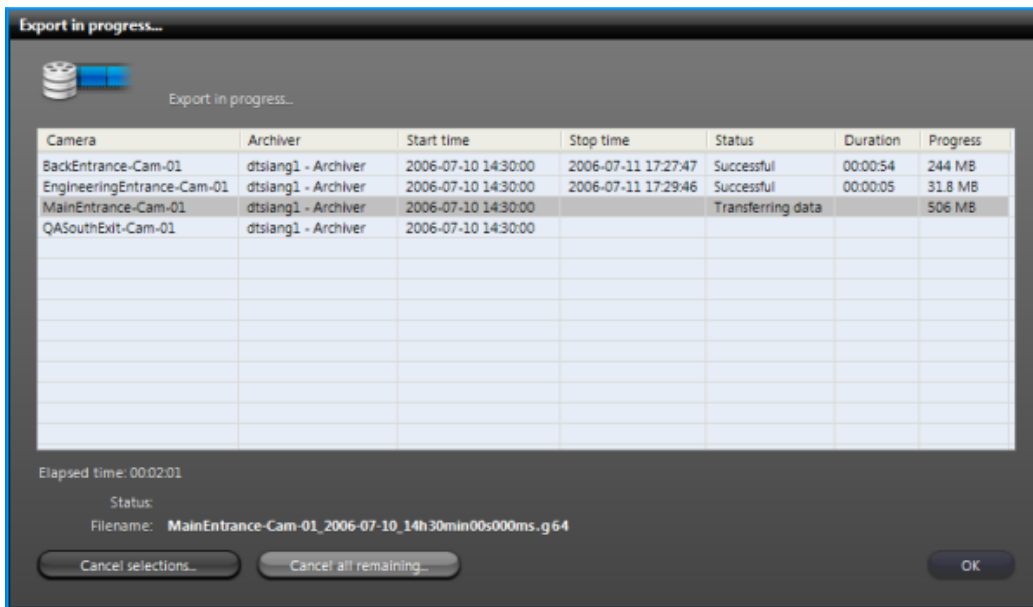 Export in progress...
Export in progress...
Camera Archiver Start time Stop time Status Duration Progress
BackEntrance-Cam-01 dtsiang1 - Archiver 2006-07-10 14:30:00 2006-07-11 17:27:47 Successful 00:00:54 244 MB
EngineeringEntrance-Cam-01 dtsiang1 - Archiver 2006-07-10 14:30:00 2006-07-11 17:29:46 Successful 00:00:05 31.8 MB
MainEntrance-Cam-01 dtsiang1 - Archiver 2006-07-10 14:30:00 Transferring data 506 MB
QASouthExit-Cam-01 dtsiang1 - Archiver 2006-07-10 14:30:00
Elapsed time: 00:02:01
Status:
Filename: MainEntrance-Cam-01_2006-07-10_14h30min00s000ms.g64
Cancel selections... Cancel all remaining... OK